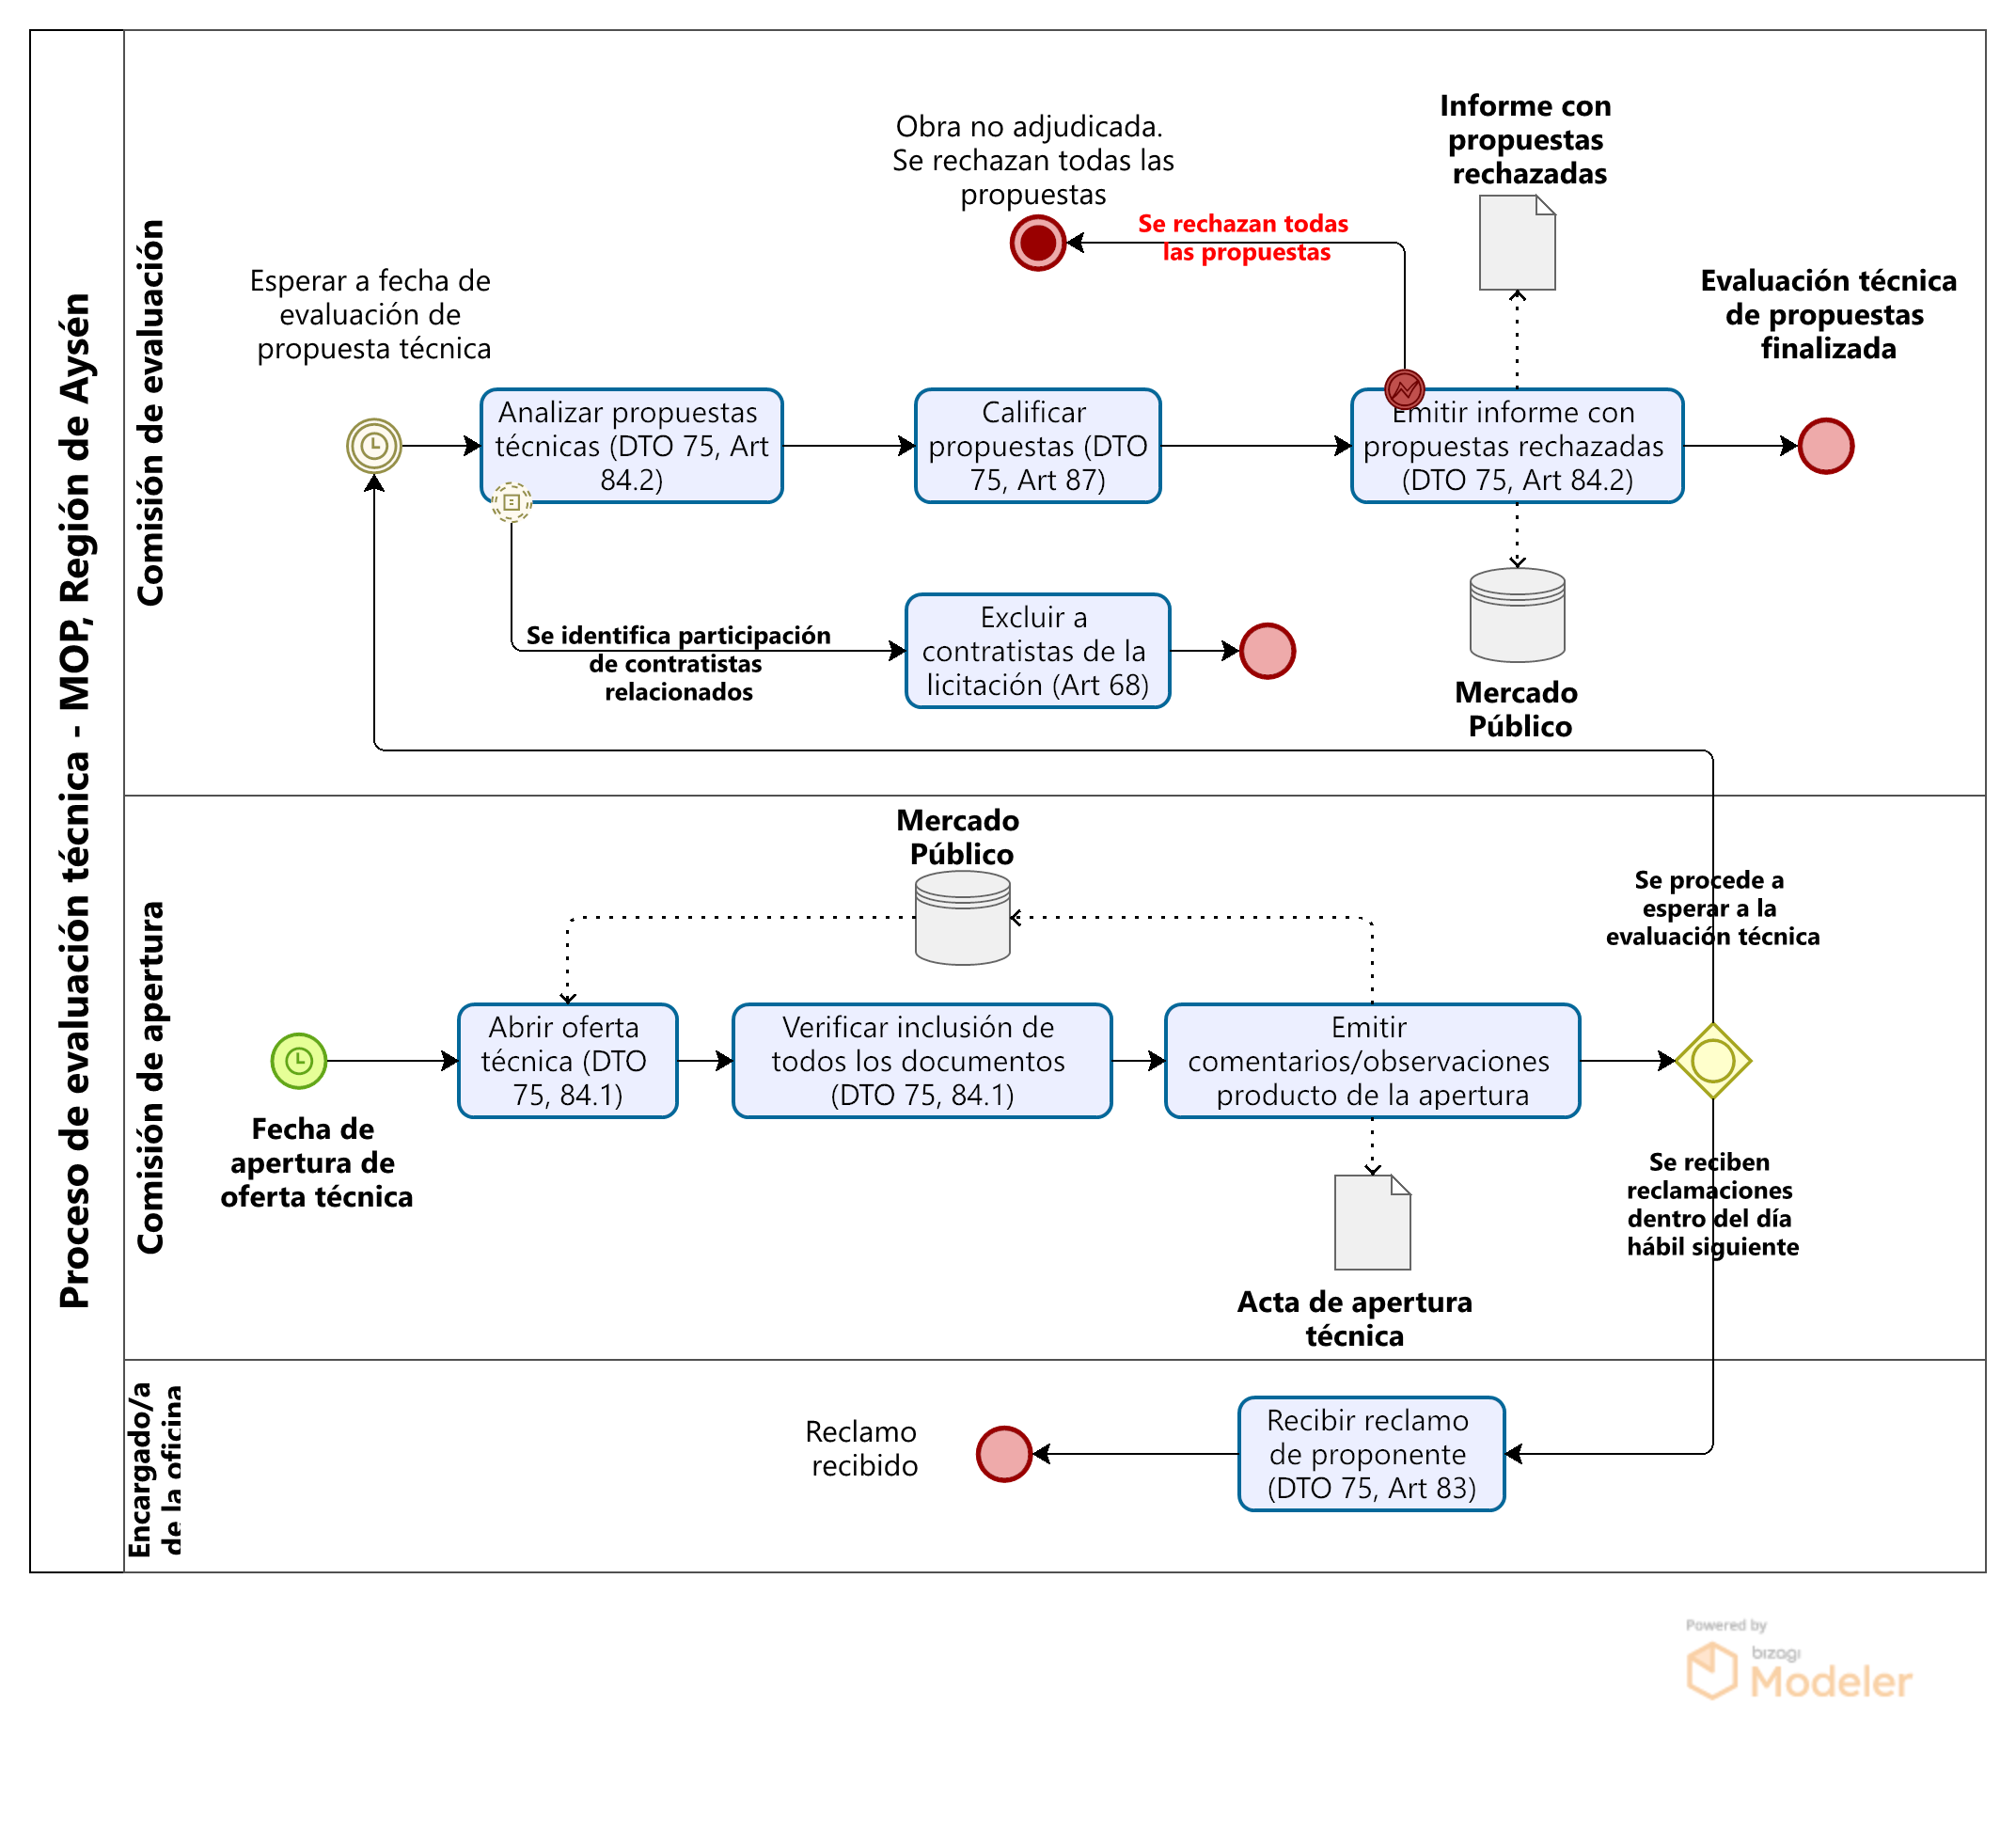 Proceso de evaluación técnica - MOP, Región de Aysén
Comisión de evaluación
Obra no adjudicada.
Se rechazan todas las
propuestas
Informe con
propuestas
rechazadas
Se rechazan todas
las propuestas
Esperar a fecha de
evaluación de
propuesta técnica
Evaluación técnica
de propuestas
finalizada
Analizar propuestas
técnicas (DTO 75, Art
84.2)
Calificar
propuestas (DTO
75, Art 87)
Emitir informe con
propuestas rechazadas
(DTO 75, Art 84.2)
Se identifica participación
de contratistas
relacionados
Excluir a
contratistas de la
licitación (Art 68)
Mercado
Público
Comisión de apertura
Mercado
Público
Se procede a
esperar a la
evaluación técnica
Fecha de
apertura de
oferta técnica
Abrir oferta
técnica (DTO
75, 84.1)
Verificar inclusión de
todos los documentos
(DTO 75, 84.1)
Emitir
comentarios/observaciones
producto de la apertura
Se reciben
reclamaciones
dentro del día
hábil siguiente
Acta de apertura
técnica
Encargado/a
de la oficina
Reclamo
recibido
Recibir reclamo
de proponente
(DTO 75, Art 83)
Powered by
bizagi
Modeler